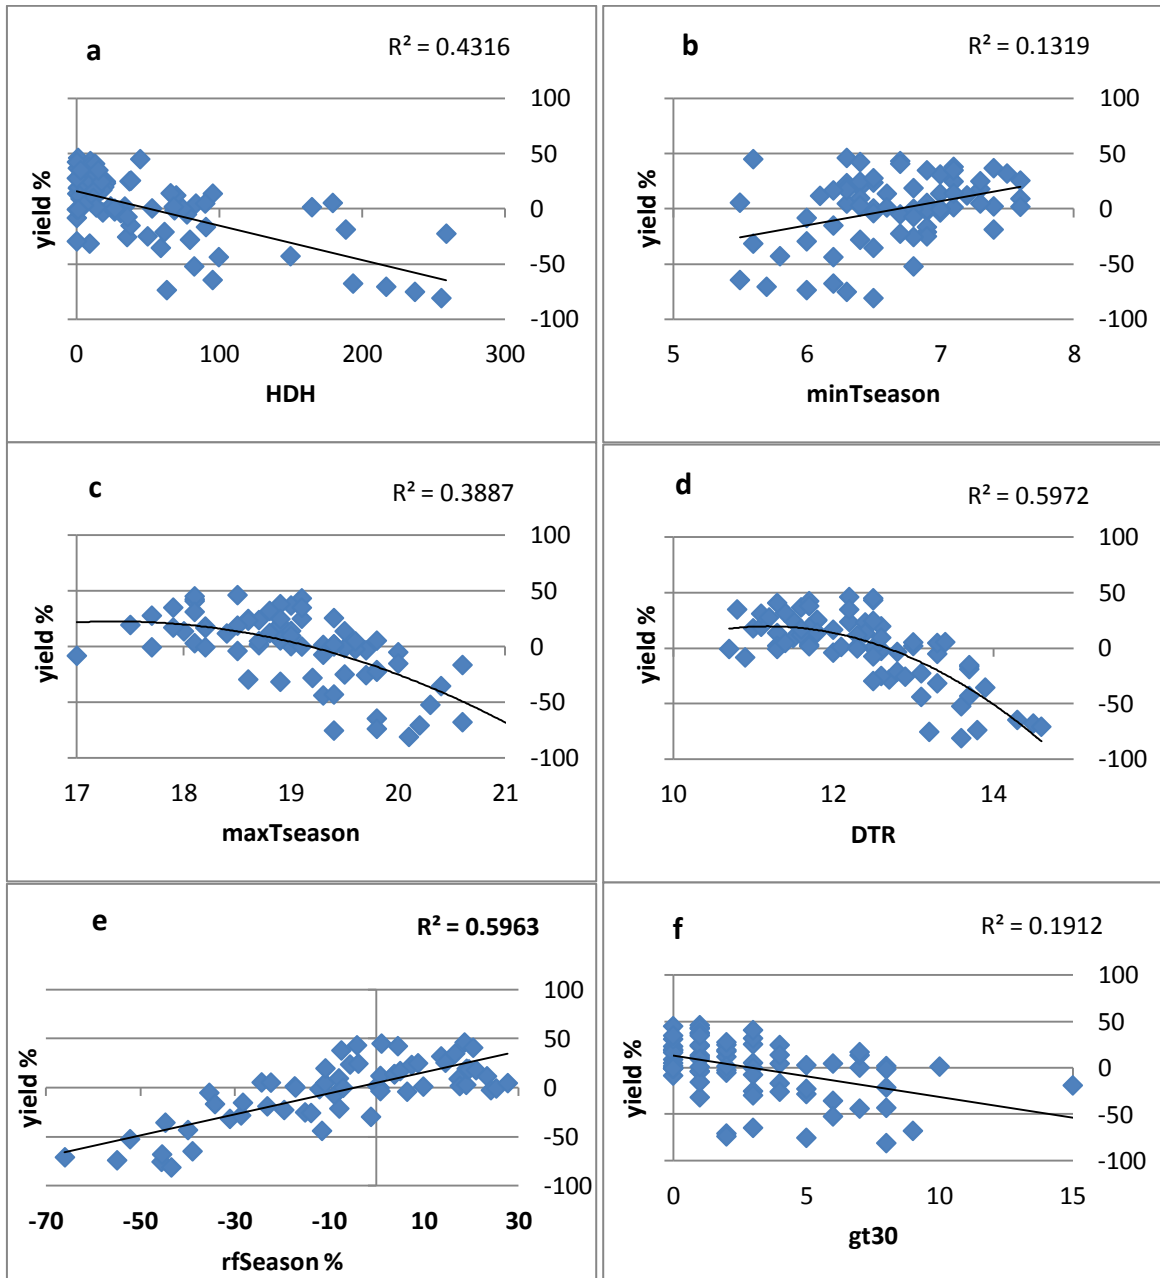 a
R² = 0.4316
100
50
0
-50
-100
yield %
0 100 200 300
HDH
b
R² = 0.1319
100
50
0
-50
-100
yield %
5 6 7 8
minTseason
c
R² = 0.3887
100
50
0
-50
-100
yield %
17 18 19 20 21
maxTseason
d
R² = 0.5972
100
50
0
-50
-100
yield %
10 12 14
DTR
e
R² = 0.5963
100
50
0
-50
-100
yield %
-70 -50 -30 -10 10 30
rfSeason %
f
R² = 0.1912
100
50
0
-50
-100
yield %
0 5 10 15
gt30